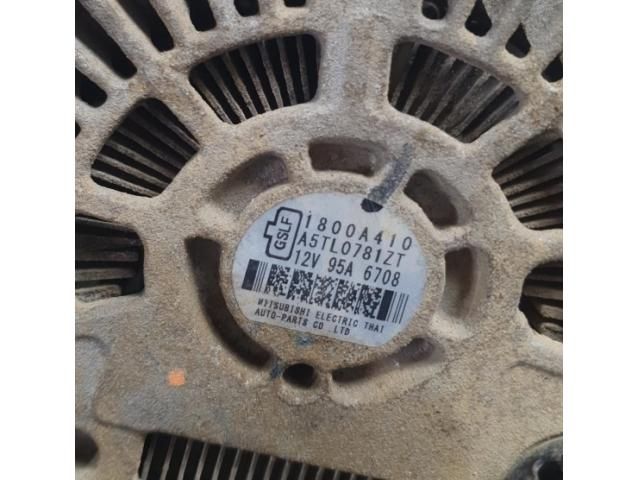 GSLF
1800A410
A5TL0781ZT
12V 95A 6708
MITSUBISHI ELECTRIC THAI
AUTO-PARTS CO .LTD